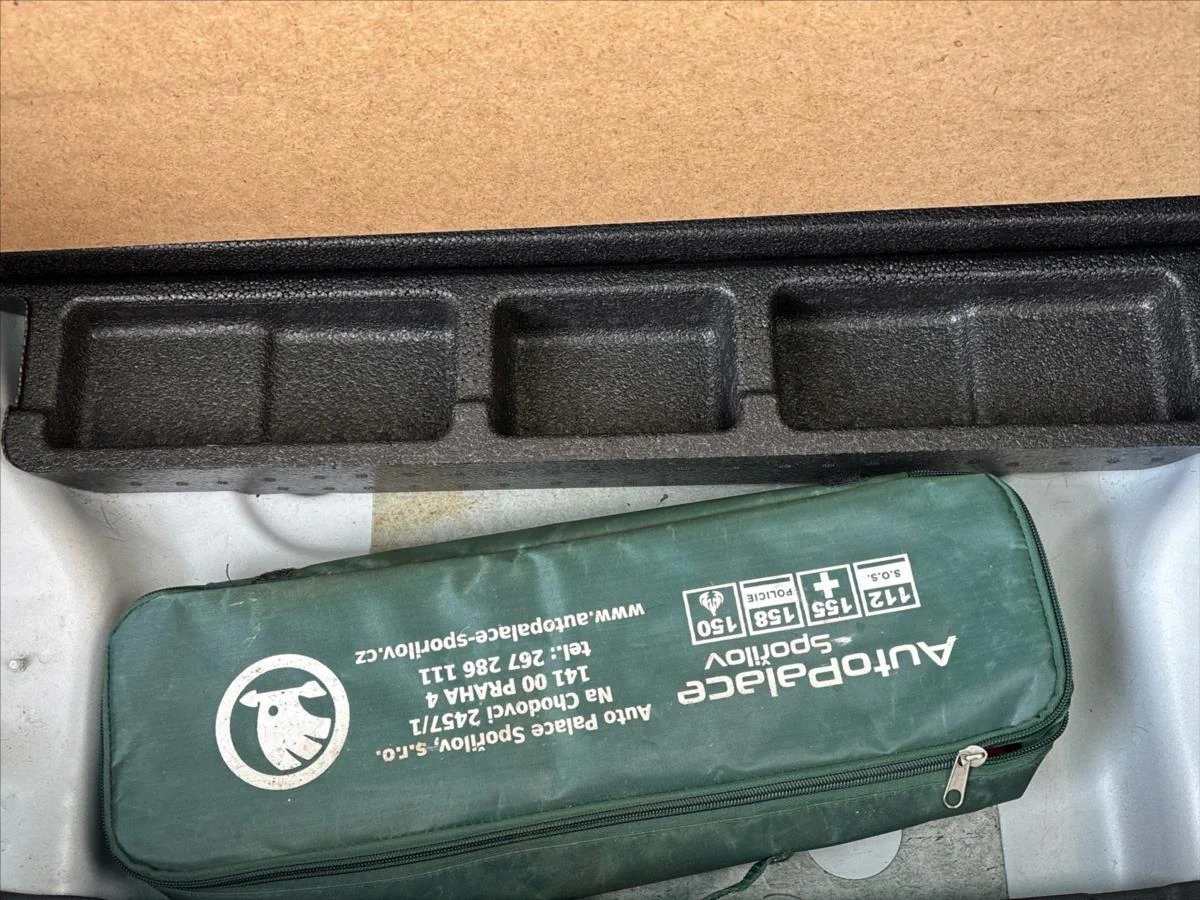 AutoPalace
Spořilov
112
S.O.S.
155
158
POLICIE
150
Auto Palace Spořilov, s.r.o.
Na Chodovci 2457/1
141 00 PRAHA 4
tel.: 267 286 111
www.autopalace-sporilov.cz